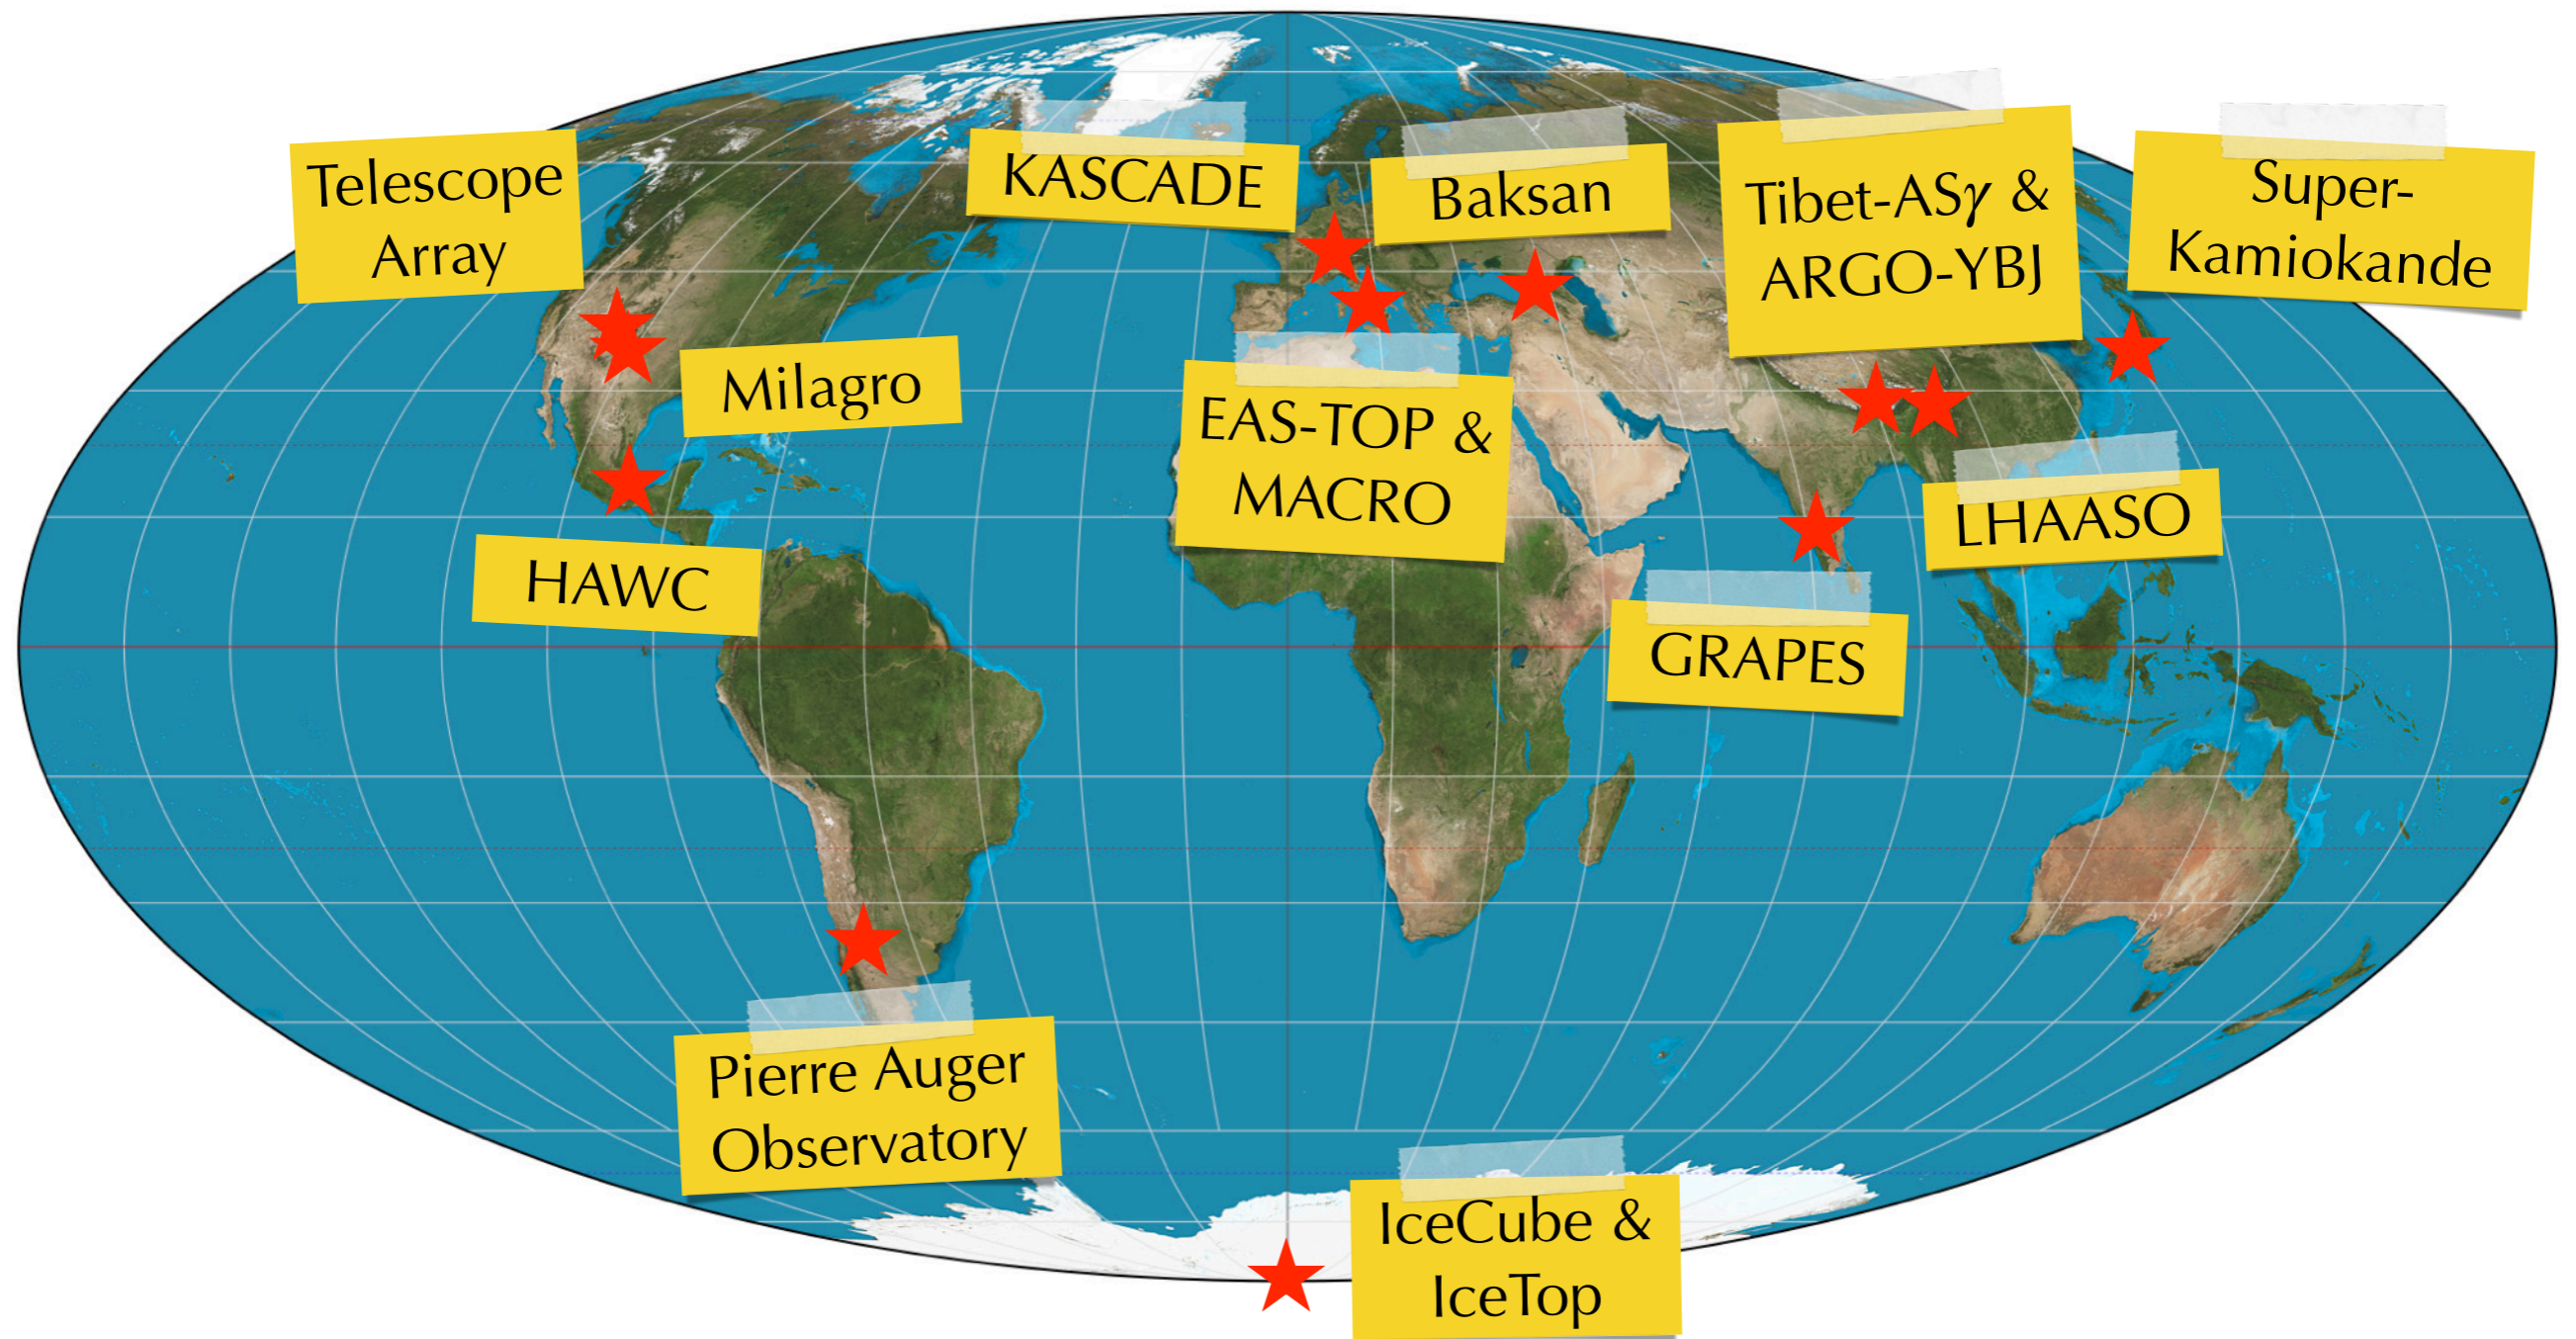 Telescope
Array
KASCADE
Baksan
Tibet-ASγ &
ARGO-YBJ
Super-
Kamiokande
Milagro
EAS-TOP &
MACRO
HAWC
LHAASO
GRAPES
Pierre Auger
Observatory
IceCube &
IceTop